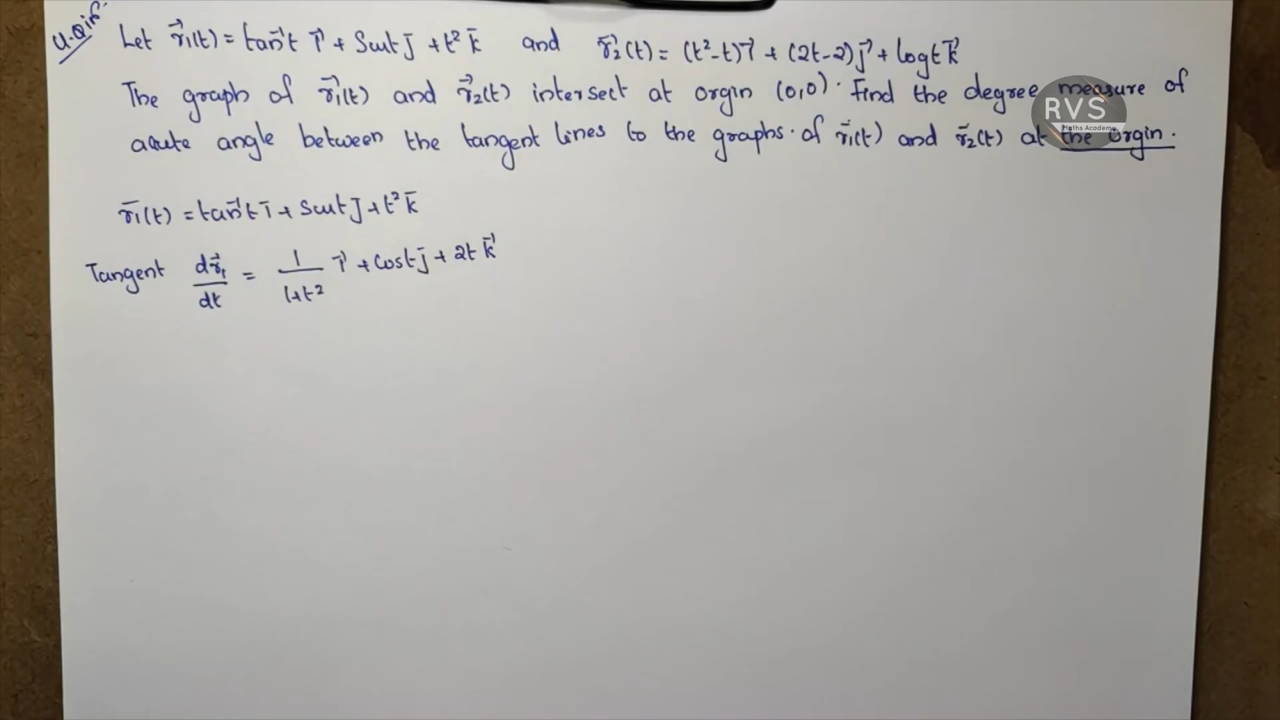 U.Q
Let r⃗₁(t) = tan⁻¹t i⃗ + Sint j̄ + t² k̄ and r⃗₂(t) = (t²-t) i⃗ + (2t-2) j⃗ + logt k⃗
The graph of r⃗₁(t) and r⃗₂(t) intersect at orgin (0,0). Find the degree measure of
acute angle between the tangent lines to the graphs. of r̄₁(t) and r̄₂(t) at the orgin.
RVS
Maths Academy
r̄₁(t) = tan⁻¹t ī + Sint j̄ + t² k̄
Tangent dr⃗₁/dt = 1/(1+t²) i⃗ + Cost j̄ + 2t k⃗